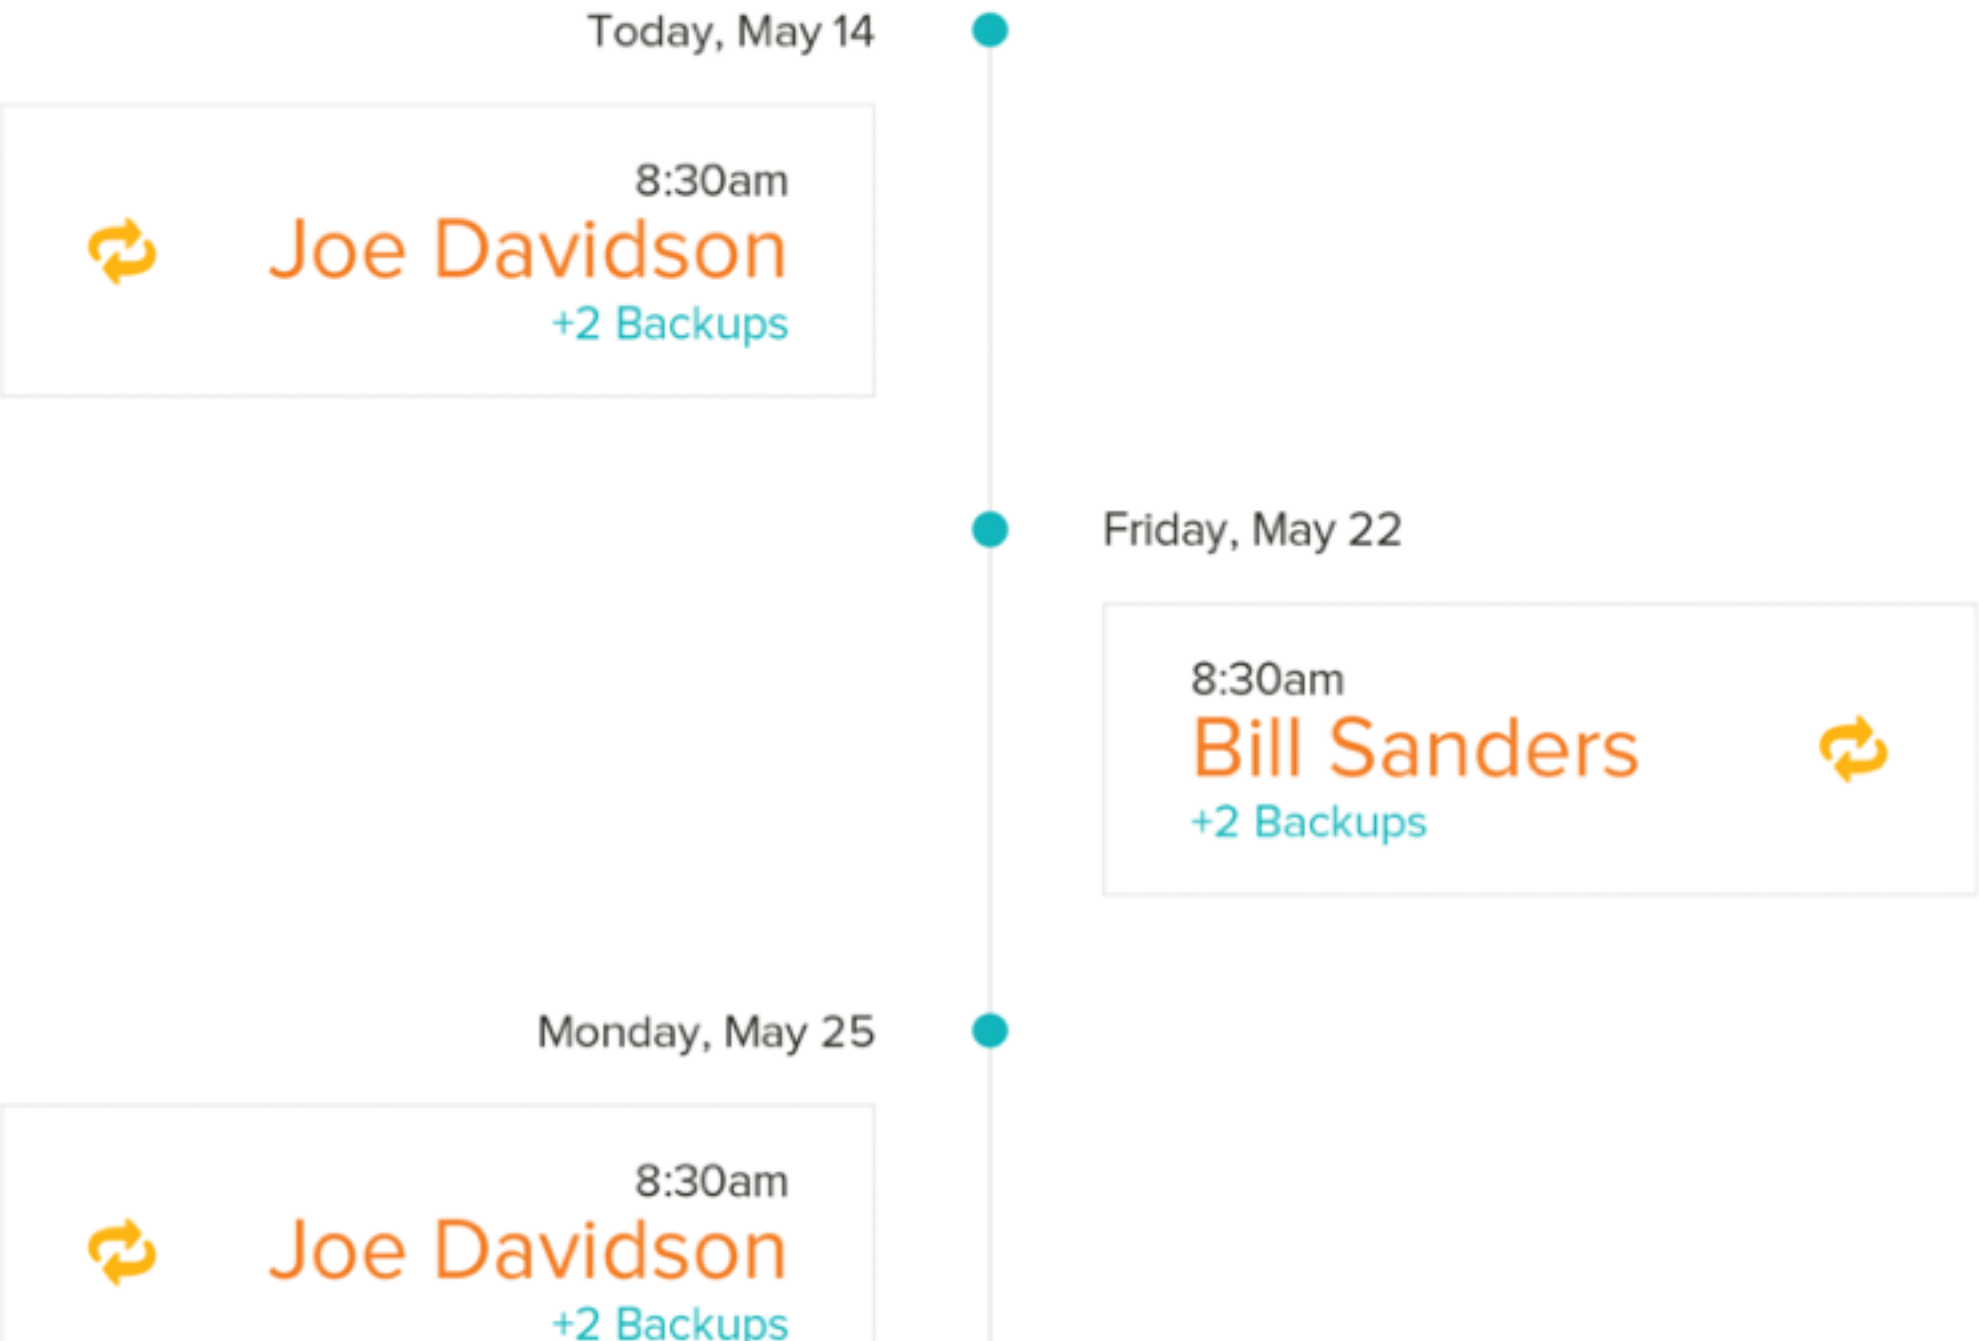 Today, May 14
8:30am
Joe Davidson
+2 Backups
Friday, May 22
8:30am
Bill Sanders
+2 Backups
Monday, May 25
8:30am
Joe Davidson
+2 Backups